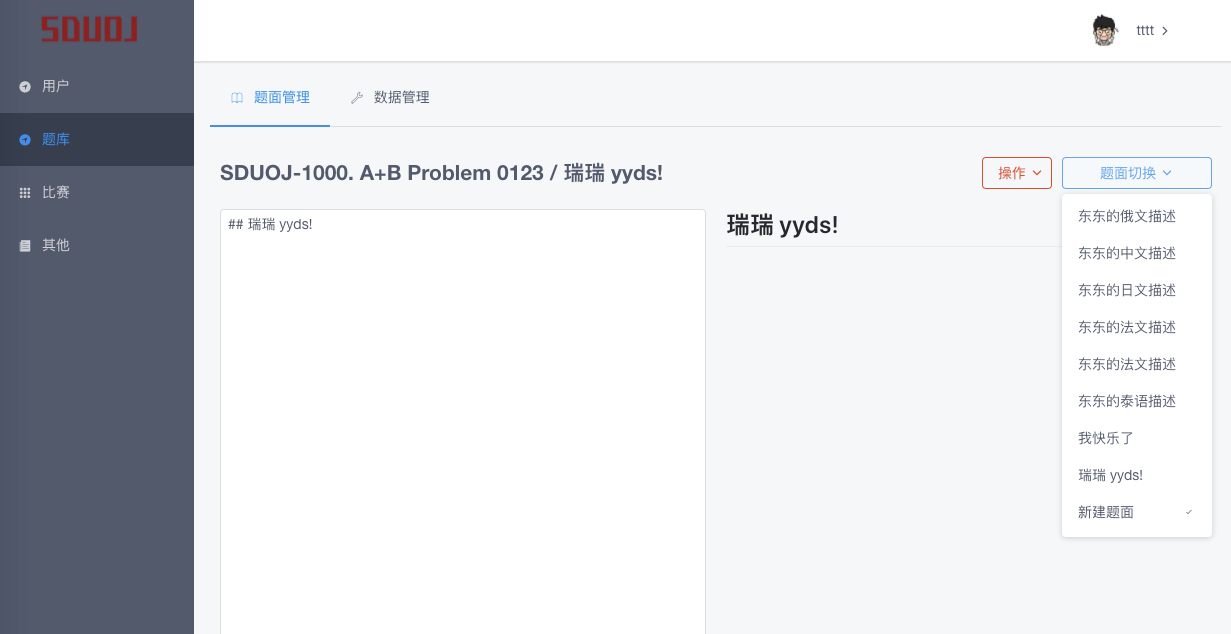 SDUOJ
tttt
用户
题库
比赛
其他
题面管理 数据管理
SDUOJ-1000. A+B Problem 0123 / 瑞瑞 yyds!
操作 题面切换
## 瑞瑞 yyds!
瑞瑞 yyds!
东东的俄文描述
东东的中文描述
东东的日文描述
东东的法文描述
东东的法文描述
东东的泰语描述
我快乐了
瑞瑞 yyds!
新建题面